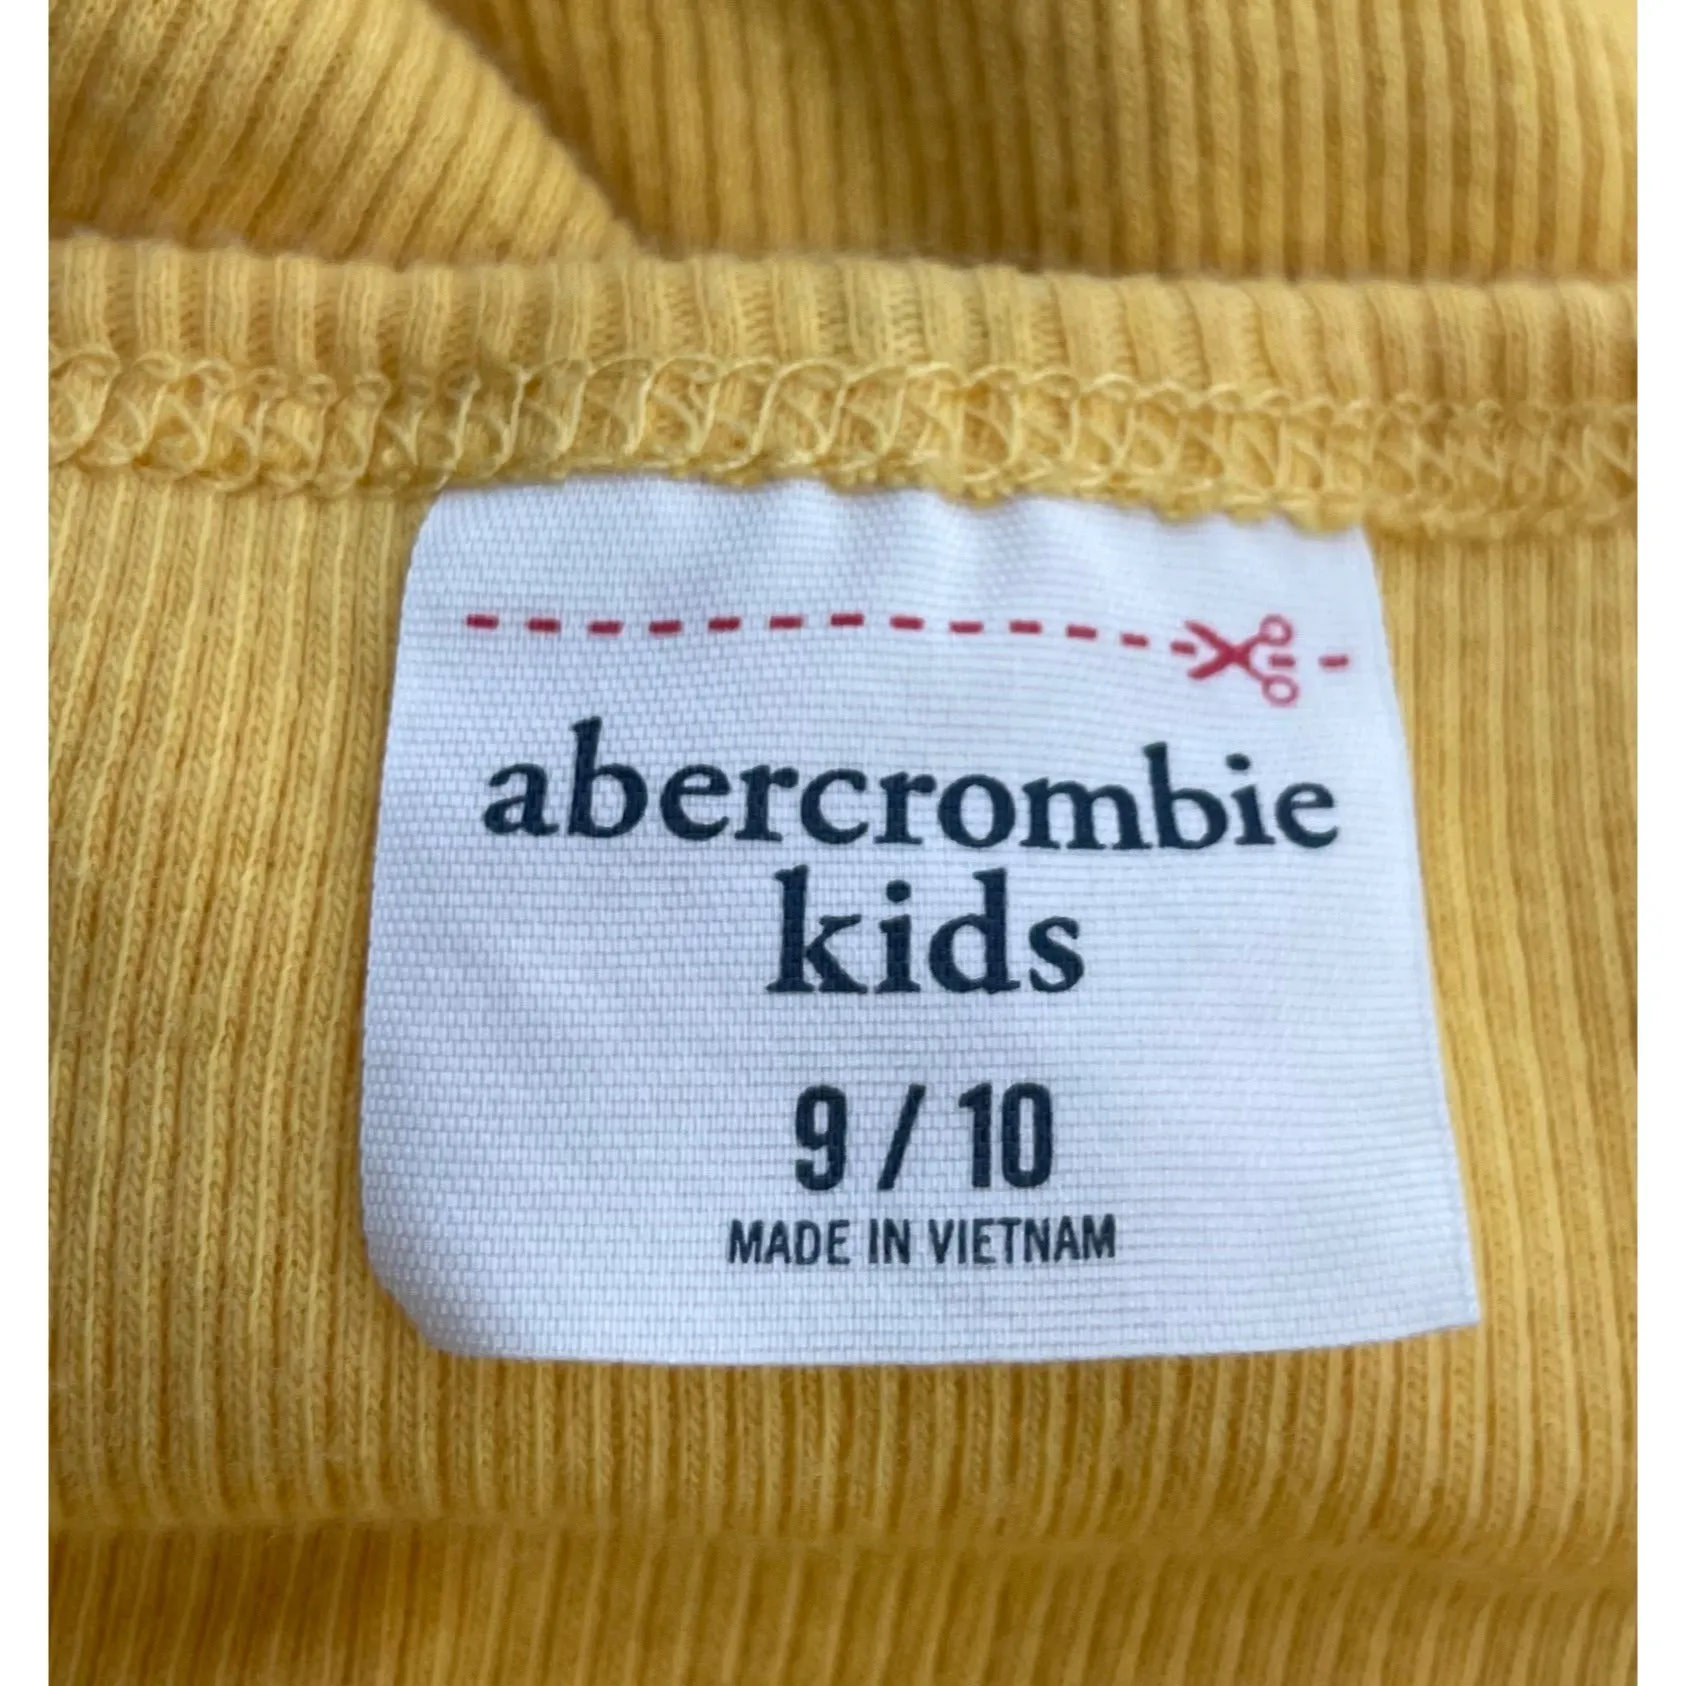 abercrombie
kids
9 / 10
MADE IN VIETNAM